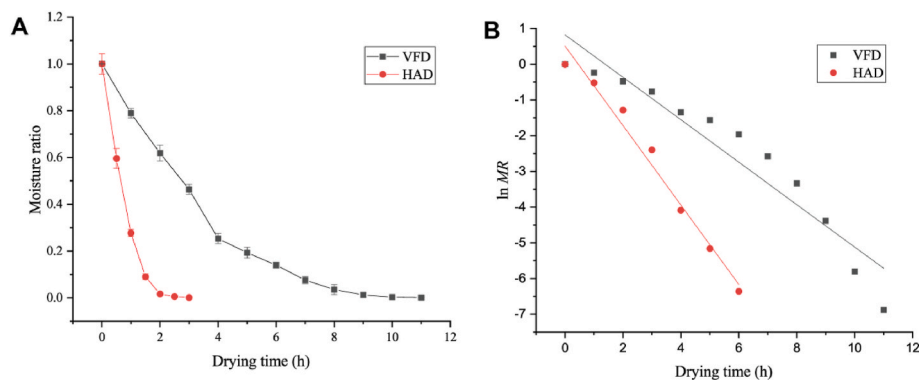 A
VFD
HAD
Moisture ratio
1.2
1.0
0.8
0.6
0.4
0.2
0.0
0 2 4 6 8 10 12
Drying time (h)
B
VFD
HAD
ln MR
1
0
-1
-2
-3
-4
-5
-6
-7
0 2 4 6 8 10 12
Drying time (h)